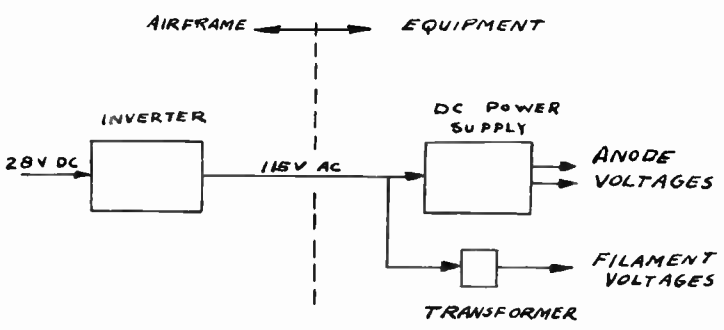 AIRFRAME
EQUIPMENT
INVERTER
DC POWER
SUPPLY
28V DC
115V AC
ANODE
VOLTAGES
FILAMENT
VOLTAGES
TRANSFORMER